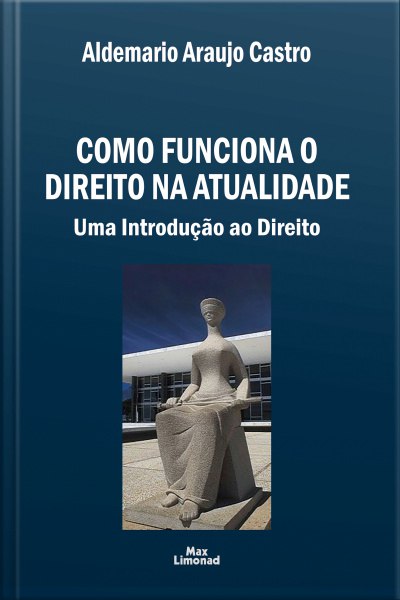 Aldemario Araujo Castro
COMO FUNCIONA O
DIREITO NA ATUALIDADE
Uma Introdução ao Direito
Max
Limonad